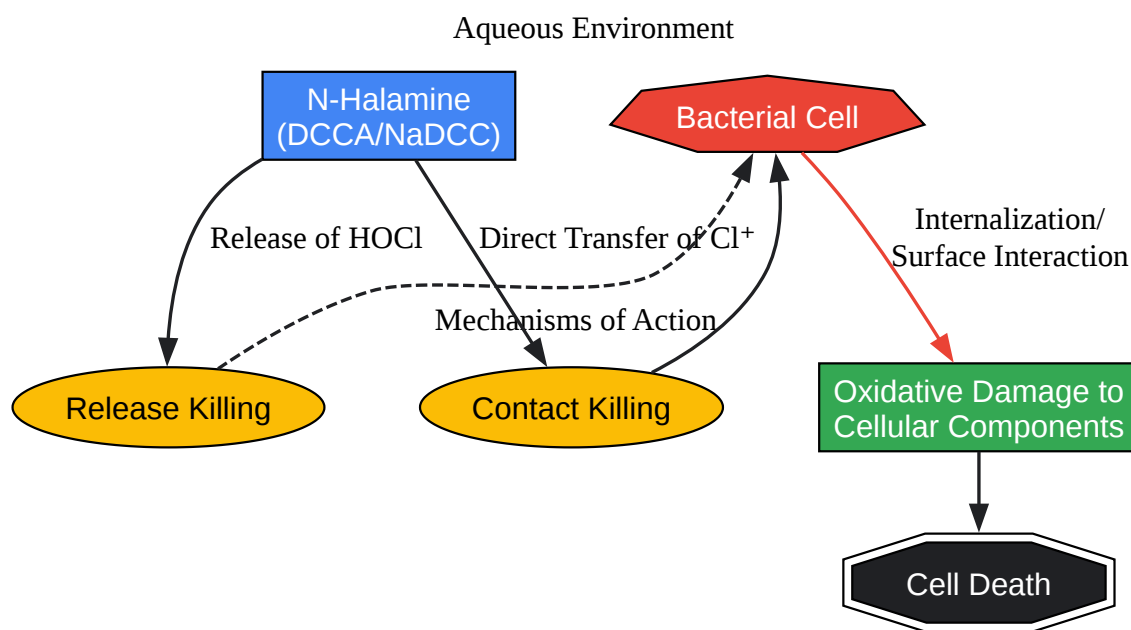 Aqueous Environment
N-Halamine
(DCCA/NaDCC)
Bacterial Cell
Release of HOCl
Direct Transfer of Cl⁺
Internalization/
Surface Interaction
Mechanisms of Action
Release Killing
Contact Killing
Oxidative Damage to
Cellular Components
Cell Death